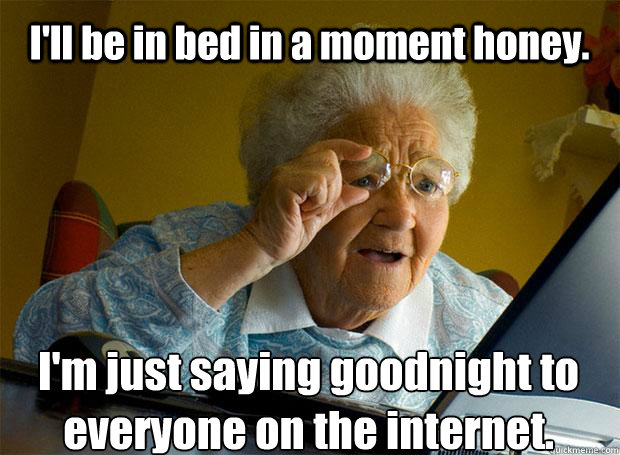 I'll be in bed in a moment honey.
I'm just saying goodnight to
everyone on the internet.
quickmeme.com